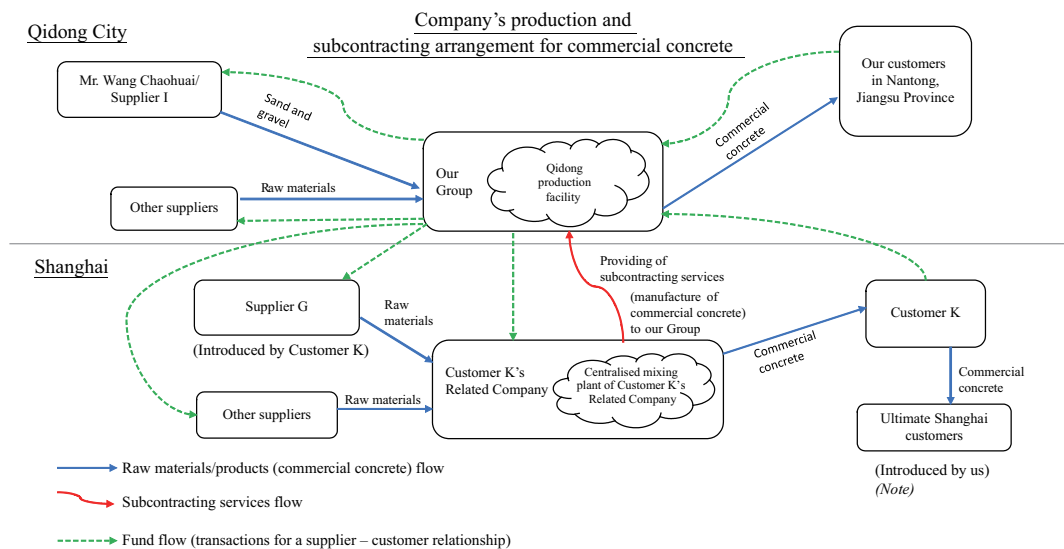 Company's production and
subcontracting arrangement for commercial concrete
Qidong City
Mr. Wang Chaohuai/
Supplier I
Sand and
gravel
Our customers
in Nantong,
Jiangsu Province
Commercial
concrete
Our
Group
Qidong
production
facility
Raw materials
Other suppliers
Shanghai
Providing of
subcontracting services
(manufacture of
commercial concrete)
to our Group
Supplier G
(Introduced by Customer K)
Raw
materials
Customer K
Customer K's
Related Company
Centralised mixing
plant of Customer K's
Related Company
Commercial
concrete
Commercial
concrete
Other suppliers
Raw materials
Ultimate Shanghai
customers
(Introduced by us)
(Note)
Raw materials/products (commercial concrete) flow
Subcontracting services flow
Fund flow (transactions for a supplier – customer relationship)